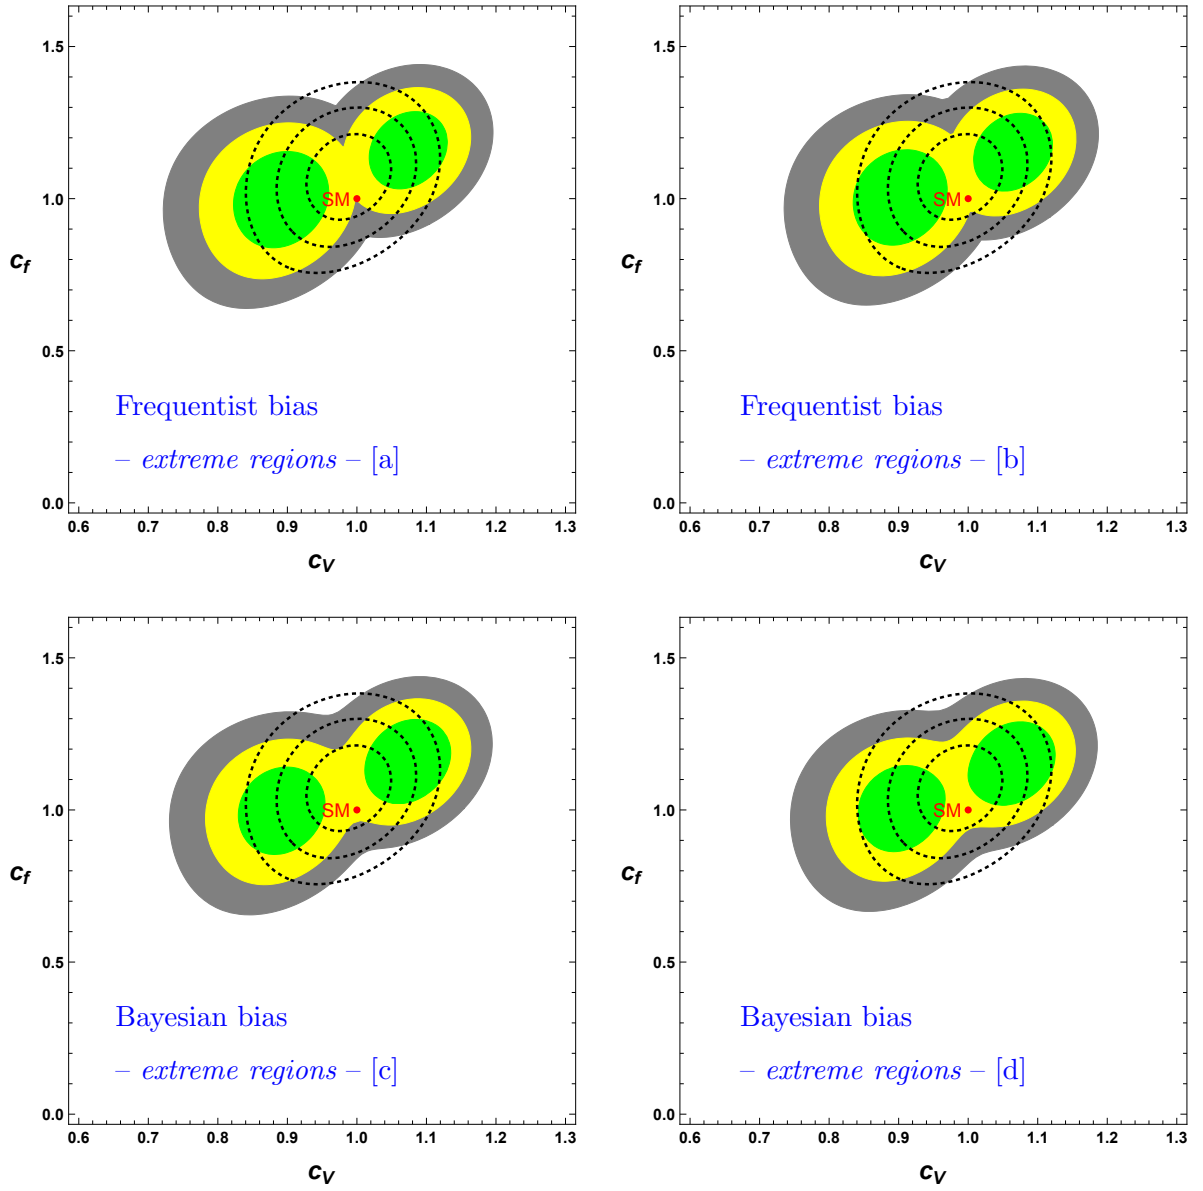 1.5
1.0
0.5
0.0
c_f
SM
Frequentist bias
– extreme regions – [a]
0.6 0.7 0.8 0.9 1.0 1.1 1.2 1.3
c_V
1.5
1.0
0.5
0.0
c_f
SM
Frequentist bias
– extreme regions – [b]
0.6 0.7 0.8 0.9 1.0 1.1 1.2 1.3
c_V
1.5
1.0
0.5
0.0
c_f
SM
Bayesian bias
– extreme regions – [c]
0.6 0.7 0.8 0.9 1.0 1.1 1.2 1.3
c_V
1.5
1.0
0.5
0.0
c_f
SM
Bayesian bias
– extreme regions – [d]
0.6 0.7 0.8 0.9 1.0 1.1 1.2 1.3
c_V